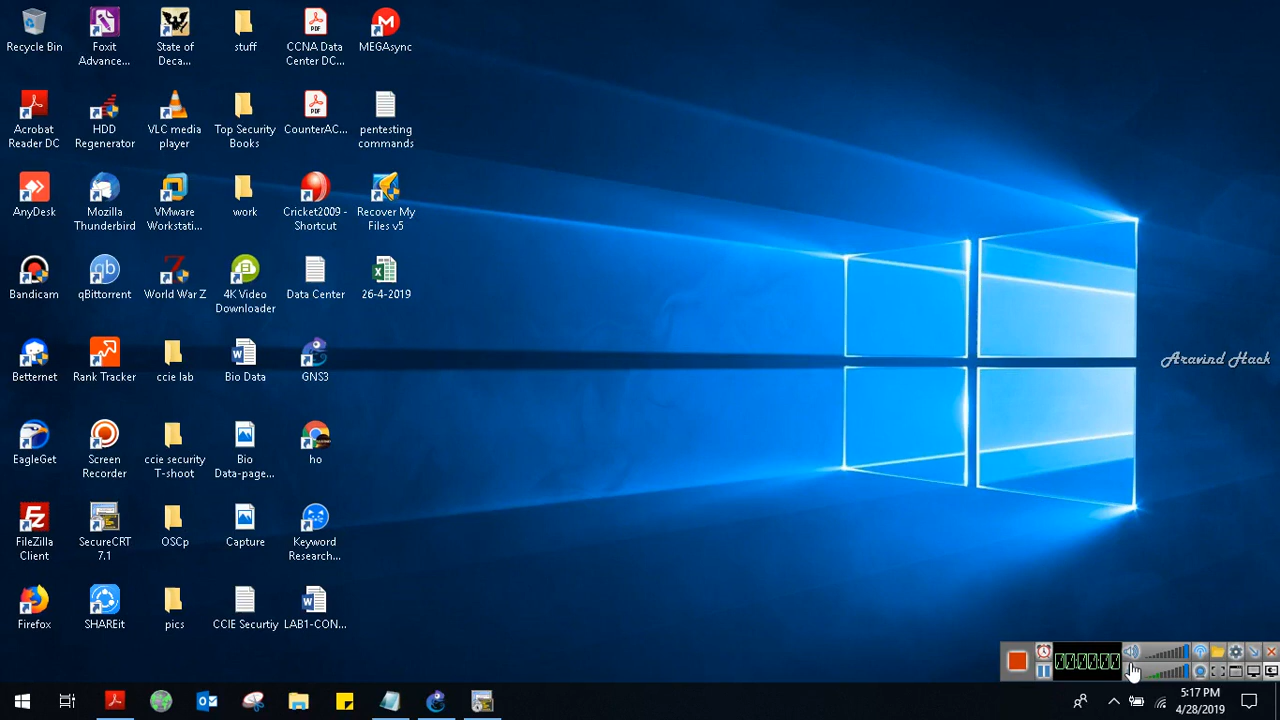 Recycle Bin
Foxit
Advance...
State of
Deca...
stuff
CCNA Data
Center DC...
MEGAsync
Acrobat
Reader DC
HDD
Regenerator
VLC media
player
Top Security
Books
CounterAC...
pentesting
commands
AnyDesk
Mozilla
Thunderbird
VMware
Workstati...
work
Cricket2009 -
Shortcut
Recover My
Files v5
Bandicam
qBittorrent
World War Z
4K Video
Downloader
Data Center
26-4-2019
Betternet
Rank Tracker
ccie lab
Bio Data
GNS3
Aravind Hack
EagleGet
Screen
Recorder
ccie security
T-shoot
Bio
Data-page...
ho
FileZilla
Client
SecureCRT
7.1
OSCp
Capture
Keyword
Research...
Firefox
SHAREit
pics
CCIE Securtiy
LAB1-CON...
5:17 PM
4/28/2019